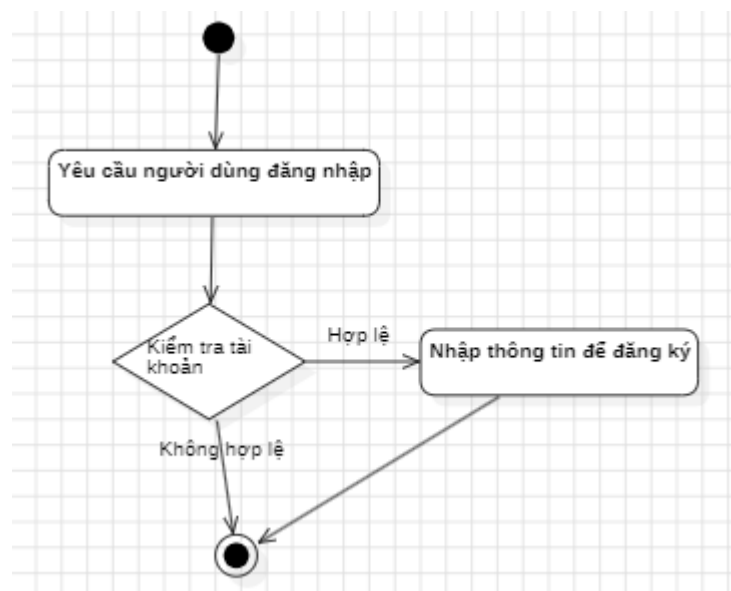 Yêu cầu người dùng đăng nhập
Kiểm tra tài
khoản
Hợp lệ
Nhập thông tin để đăng ký
Không hợp lệ